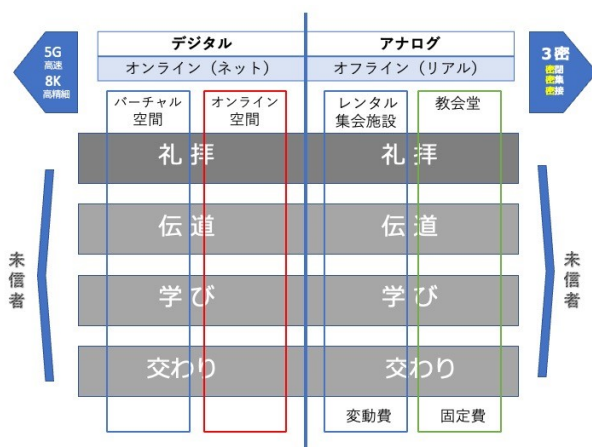 5G
高速
8K
高精細
デジタル
オンライン（ネット）
アナログ
オフライン（リアル）
3密
密閉
密集
密接
バーチャル
空間
オンライン
空間
レンタル
集会施設
教会堂
礼 拝
礼 拝
伝 道
伝 道
学 び
学 び
交わり
交わり
未信者
未信者
変動費
固定費